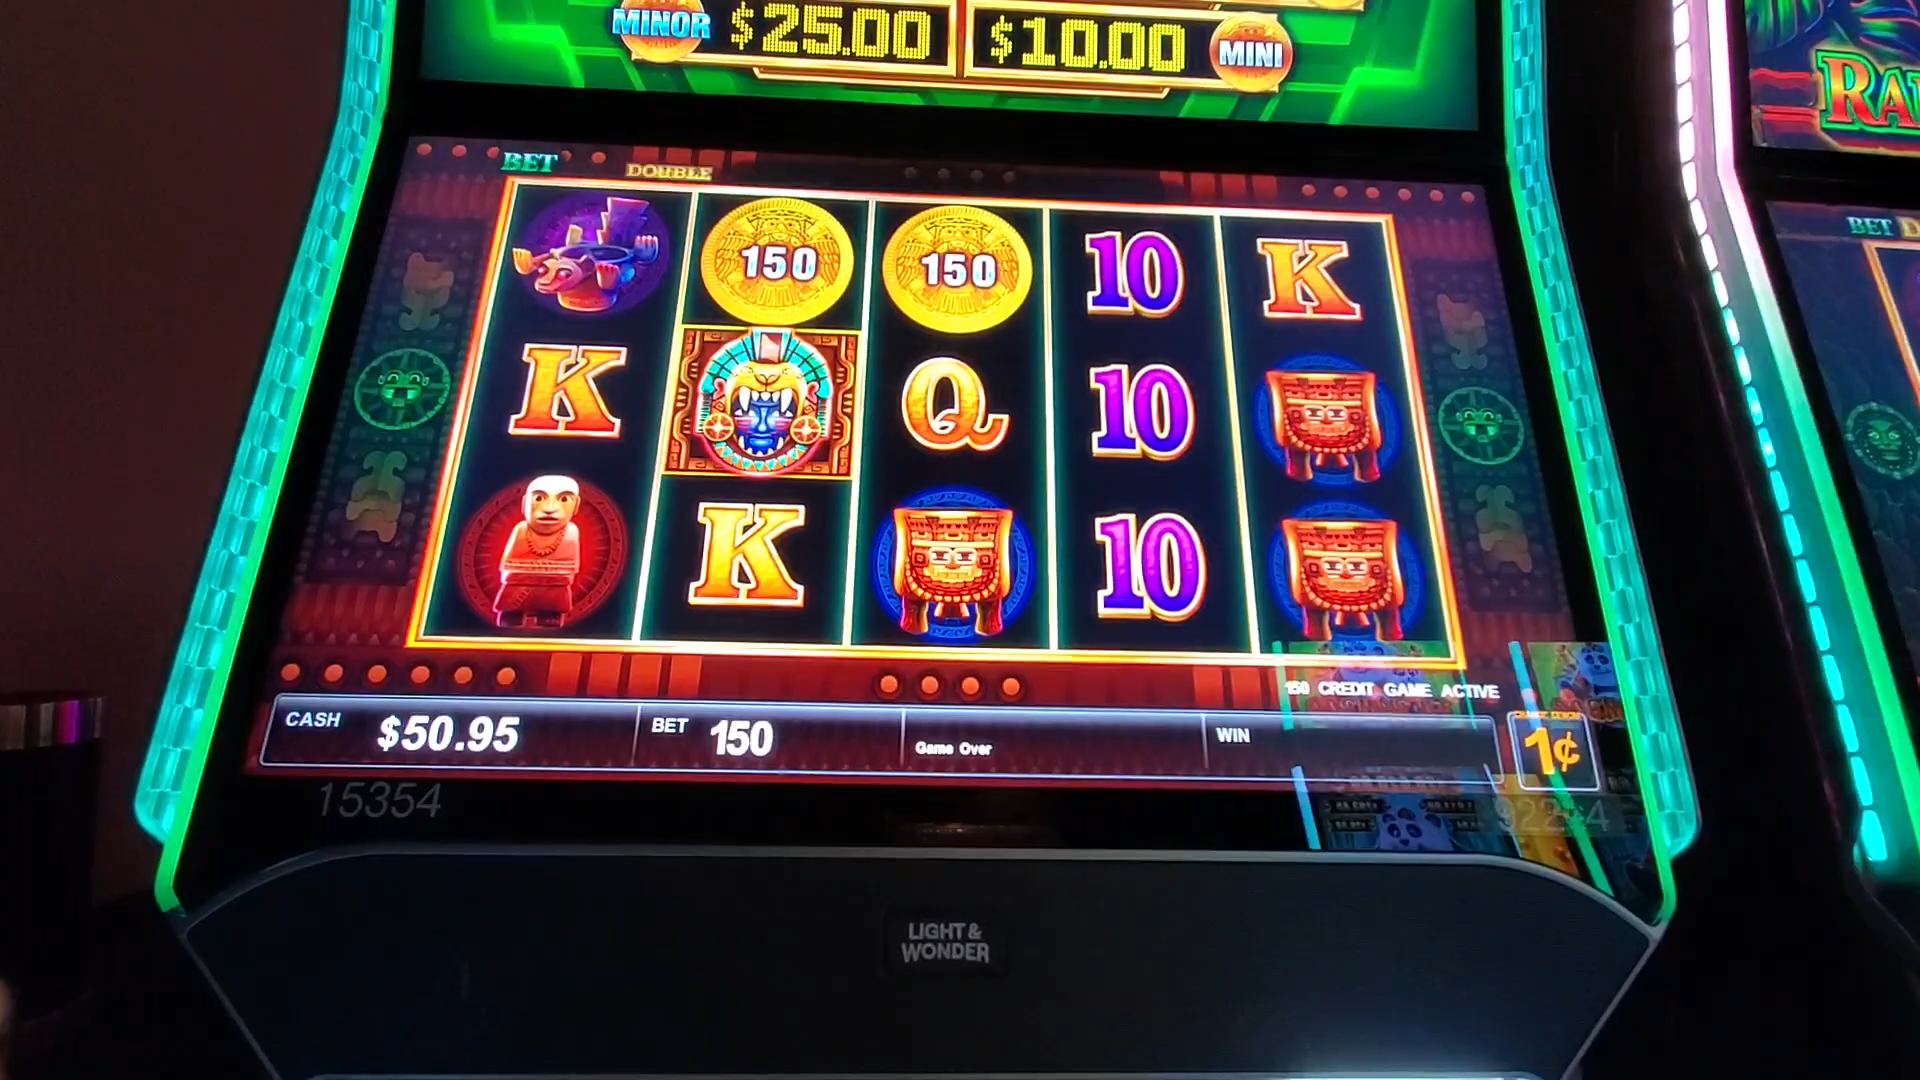 MINOR $25.00 $10.00 MINI
BET DOUBLE
150 150 10 K
K Q 10
K 10
150 CREDIT GAME ACTIVE
CASH $50.95 BET 150 Game Over WIN 1¢
15354
LIGHT &
WONDER
BET